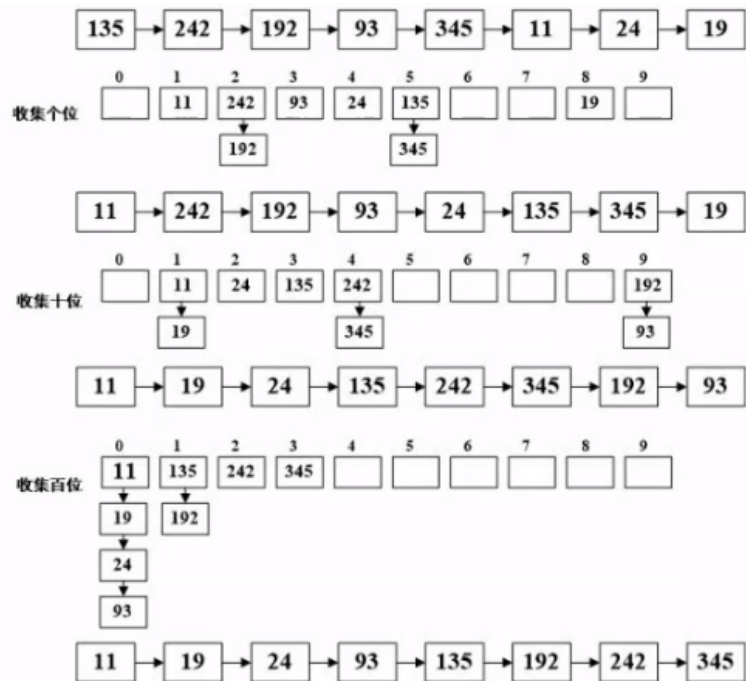 135 242 192 93 345 11 24 19
0 1 2 3 4 5 6 7 8 9
收集个位 11 242 93 24 135 19
192 345
11 242 192 93 24 135 345 19
0 1 2 3 4 5 6 7 8 9
收集十位 11 24 135 242 192
19 345 93
11 19 24 135 242 345 192 93
0 1 2 3 4 5 6 7 8 9
收集百位 11 135 242 345
19 192
24
93
11 19 24 93 135 192 242 345